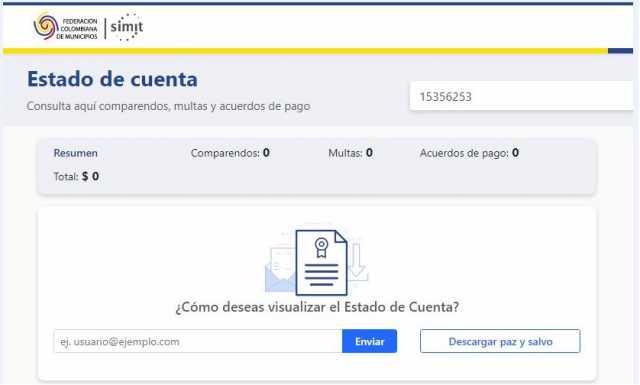 FEDERACIÓN
COLOMBIANA
DE MUNICIPIOS
simit
Estado de cuenta
Consulta aquí comparendos, multas y acuerdos de pago
15356253
Resumen Comparendos: 0 Multas: 0 Acuerdos de pago: 0
Total: $ 0
¿Cómo deseas visualizar el Estado de Cuenta?
ej. usuario@ejemplo.com Enviar Descargar paz y salvo